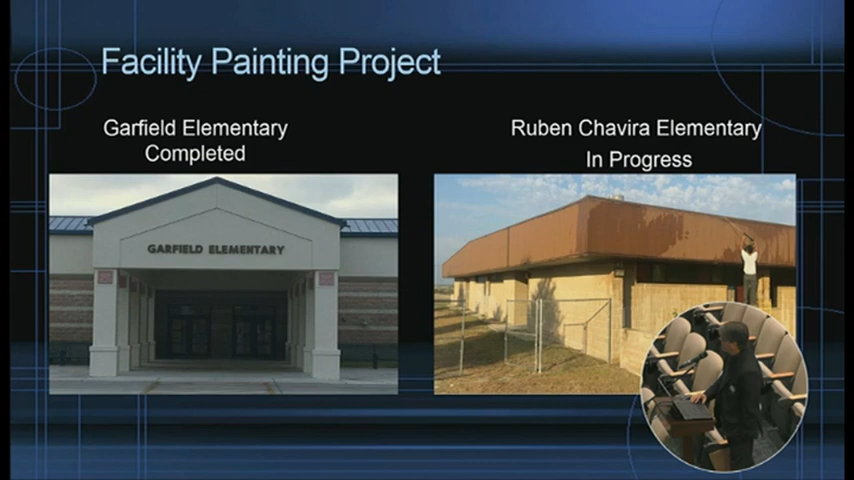 Facility Painting Project
Garfield Elementary
Completed
Ruben Chavira Elementary
In Progress
GARFIELD ELEMENTARY